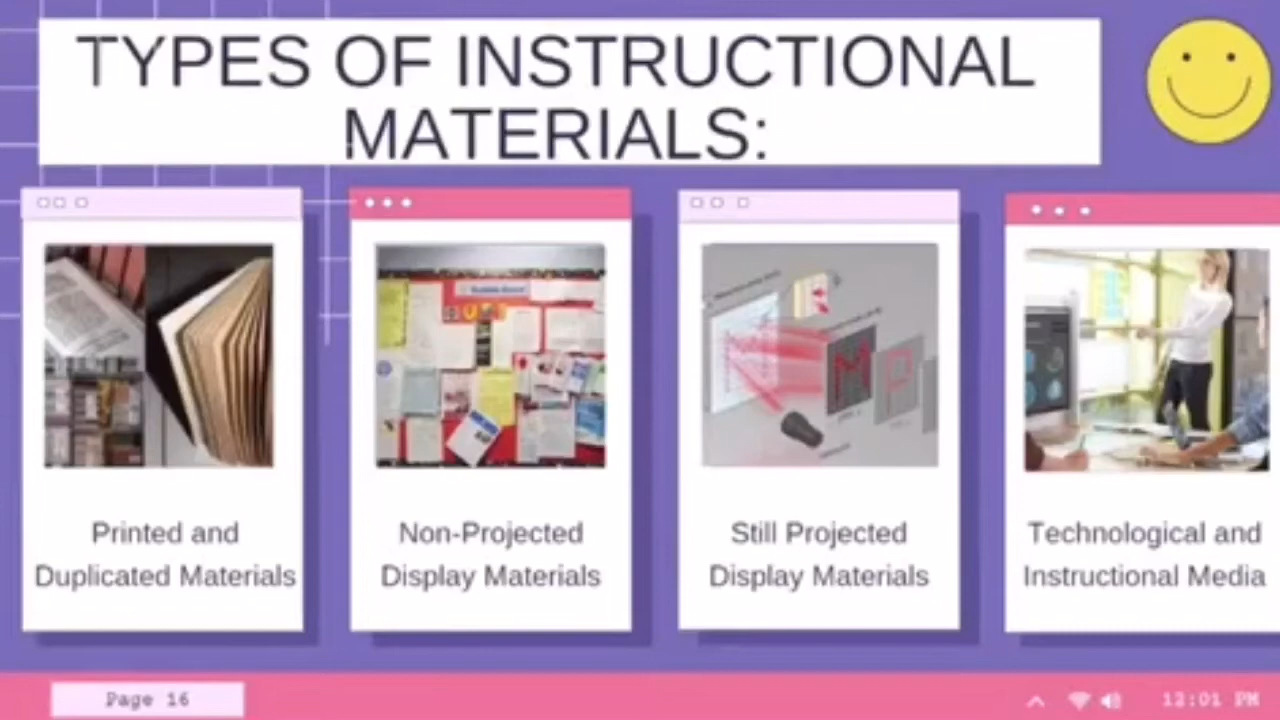 TYPES OF INSTRUCTIONAL
MATERIALS:
Printed and
Duplicated Materials
Non-Projected
Display Materials
Still Projected
Display Materials
Technological and
Instructional Media
Page 16
12:01 PM